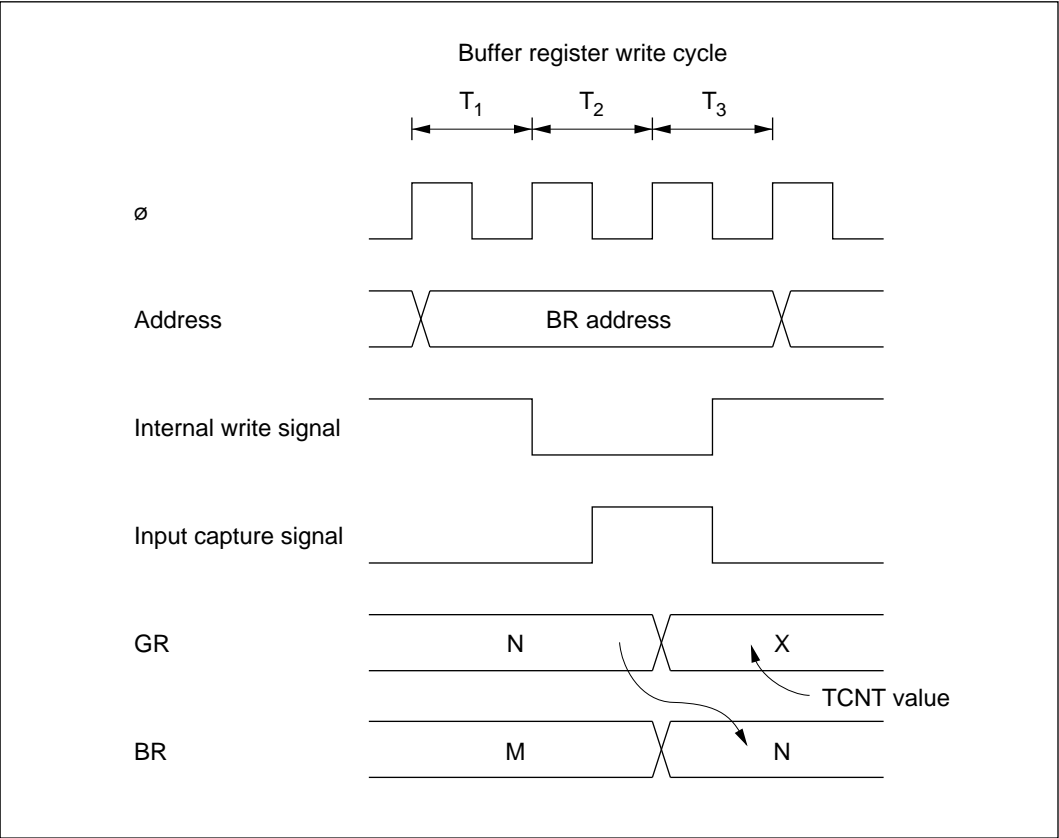 Buffer register write cycle
T1 T2 T3
ø
Address BR address
Internal write signal
Input capture signal
GR N X
TCNT value
BR M N